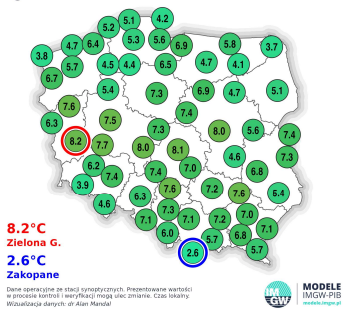 4.2
5.1
5.2
5.3 5.6
4.7 6.4 6.9 5.8 3.7
3.8
5.7 4.5 4.4 6.5 4.7 4.1
6.7
5.4 7.3 6.9 4.7 5.1
7.6
7.4
6.3 7.5 7.3 8.0 5.6 7.4
8.2 7.7 8.0 8.1 4.6 7.3
6.2 7.4 7.4 7.0 6.8
3.9 7.6 7.2 7.6 5.4
4.6 6.3
7.3 7.1 7.2 7.0
7.1 6.0 5.7 6.8 7.1
2.6 5.7
8.2°C
Zielona G.
2.6°C
Zakopane
Dane operacyjne ze stacji synoptycznych. Prezentowane wartości
w procesie kontroli i weryfikacji mogą ulec zmianie. Czas lokalny.
Wizualizacja danych: dr Alan Mandal
IM
GW
MODELE
IMGW-PIB
modele.imgw.pl